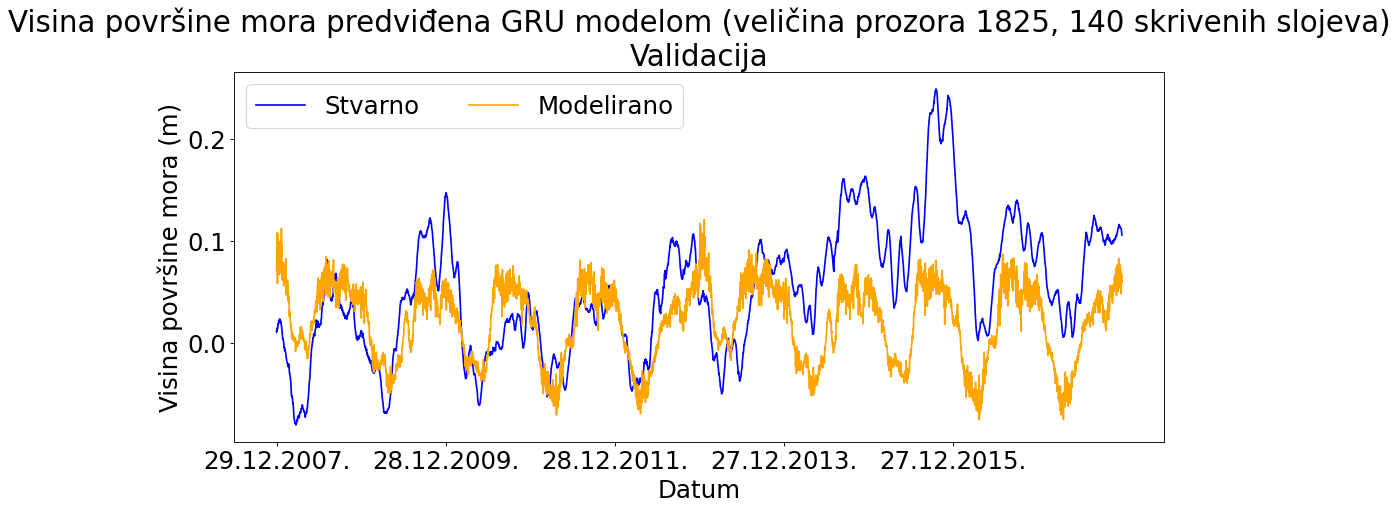 Visina površine mora predviđena GRU modelom (veličina prozora 1825, 140 skrivenih slojeva)
Validacija
Stvarno
Modelirano
Visina površine mora (m)
0.2
0.1
0.0
29.12.2007.
28.12.2009.
28.12.2011.
27.12.2013.
27.12.2015.
Datum